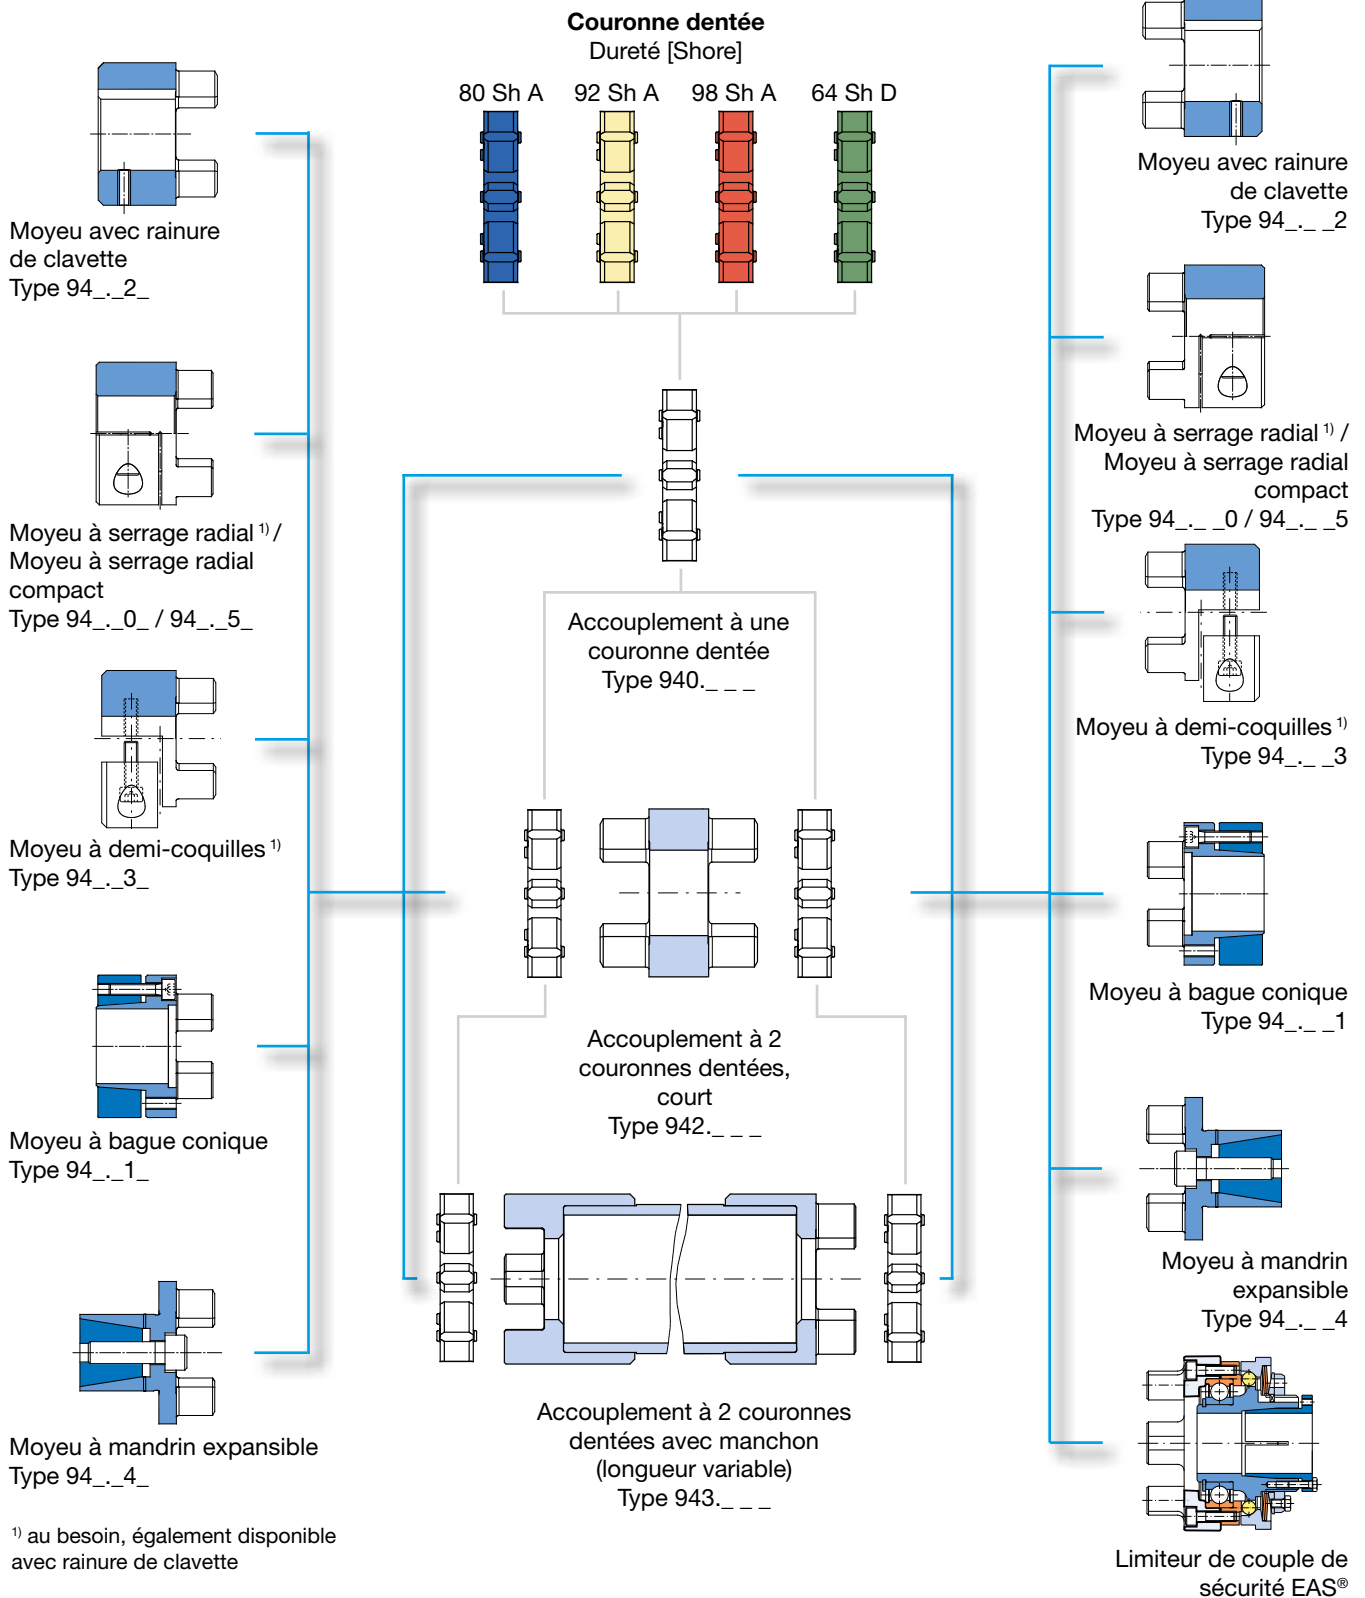 Couronne dentée
Dureté [Shore]
80 Sh A
92 Sh A
98 Sh A
64 Sh D
Moyeu avec rainure
de clavette
Type 94_._2_
Moyeu à serrage radial 1) /
Moyeu à serrage radial
compact
Type 94_._0_ / 94_._5_
Moyeu à demi-coquilles 1)
Type 94_._3_
Moyeu à bague conique
Type 94_._1_
Moyeu à mandrin expansible
Type 94_._4_
1) au besoin, également disponible
avec rainure de clavette
Accouplement à une
couronne dentée
Type 940._ _ _
Accouplement à 2
couronnes dentées,
court
Type 942._ _ _
Accouplement à 2 couronnes
dentées avec manchon
(longueur variable)
Type 943._ _ _
Moyeu avec rainure
de clavette
Type 94_._ _2
Moyeu à serrage radial 1) /
Moyeu à serrage radial
compact
Type 94_._ _0 / 94_._ _5
Moyeu à demi-coquilles 1)
Type 94_._ _3
Moyeu à bague conique
Type 94_._ _1
Moyeu à mandrin
expansible
Type 94_._ _4
Limiteur de couple de
sécurité EAS®